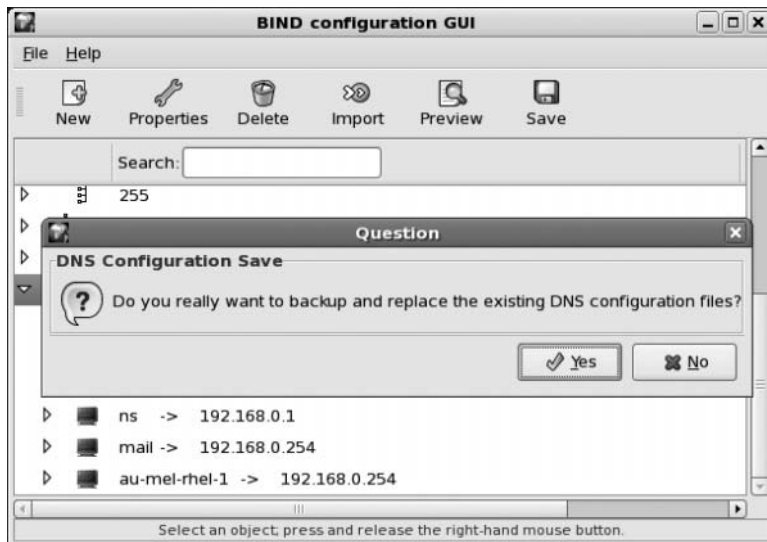 BIND configuration GUI
File Help
New Properties Delete Import Preview Save
Search:
255
Question
DNS Configuration Save
Do you really want to backup and replace the existing DNS configuration files?
Yes No
ns -> 192.168.0.1
mail -> 192.168.0.254
au-mel-rhel-1 -> 192.168.0.254
Select an object; press and release the right-hand mouse button.